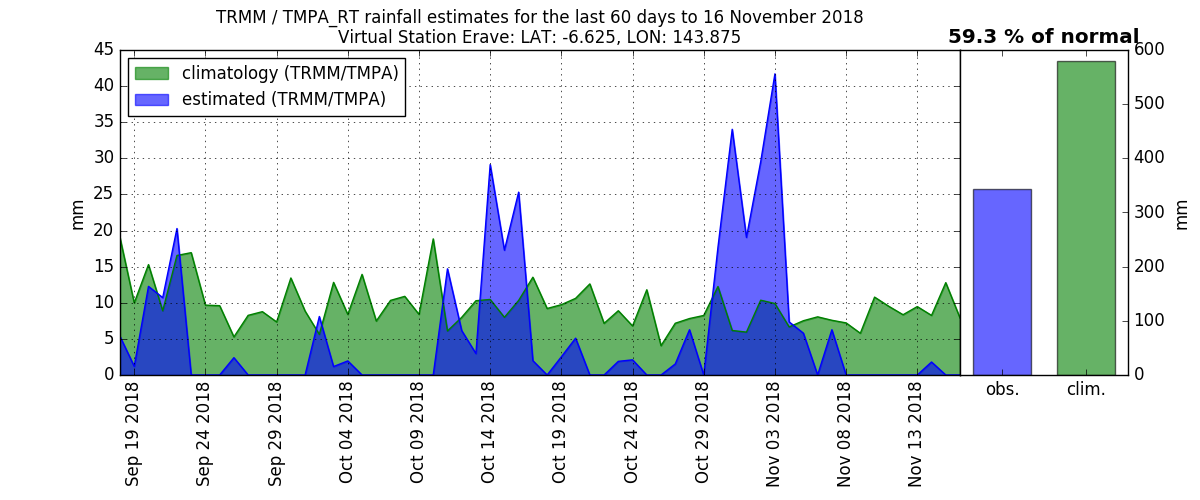 TRMM / TMPA_RT rainfall estimates for the last 60 days to 16 November 2018
Virtual Station Erave: LAT: -6.625, LON: 143.875
59.3 % of normal
climatology (TRMM/TMPA)
estimated (TRMM/TMPA)
mm
45
40
35
30
25
20
15
10
5
0
Sep 19 2018
Sep 24 2018
Sep 29 2018
Oct 04 2018
Oct 09 2018
Oct 14 2018
Oct 19 2018
Oct 24 2018
Oct 29 2018
Nov 03 2018
Nov 08 2018
Nov 13 2018
obs.
clim.
600
500
400
300
200
100
0
mm